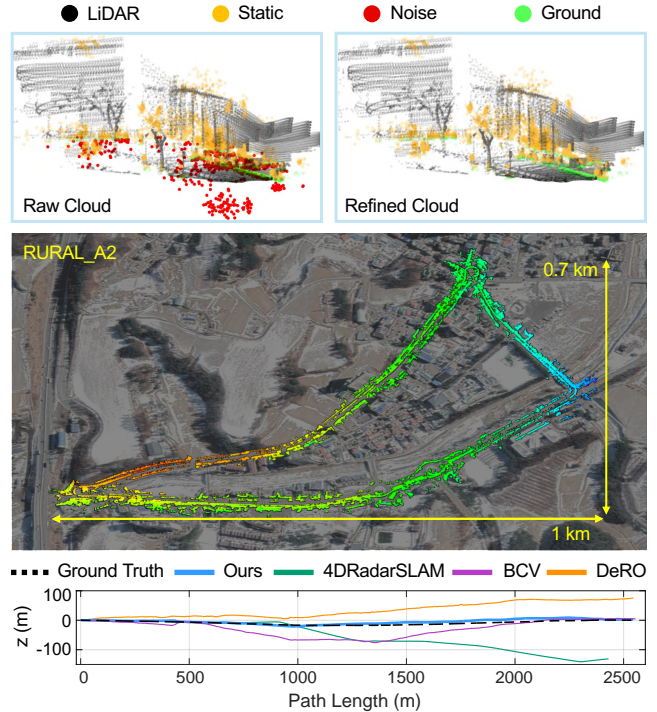 LiDAR Static Noise Ground
Raw Cloud
Refined Cloud
RURAL_A2
0.7 km
1 km
Ground Truth Ours 4DRadarSLAM BCV DeRO
z (m)
100
0
-100
0 500 1000 1500 2000 2500
Path Length (m)